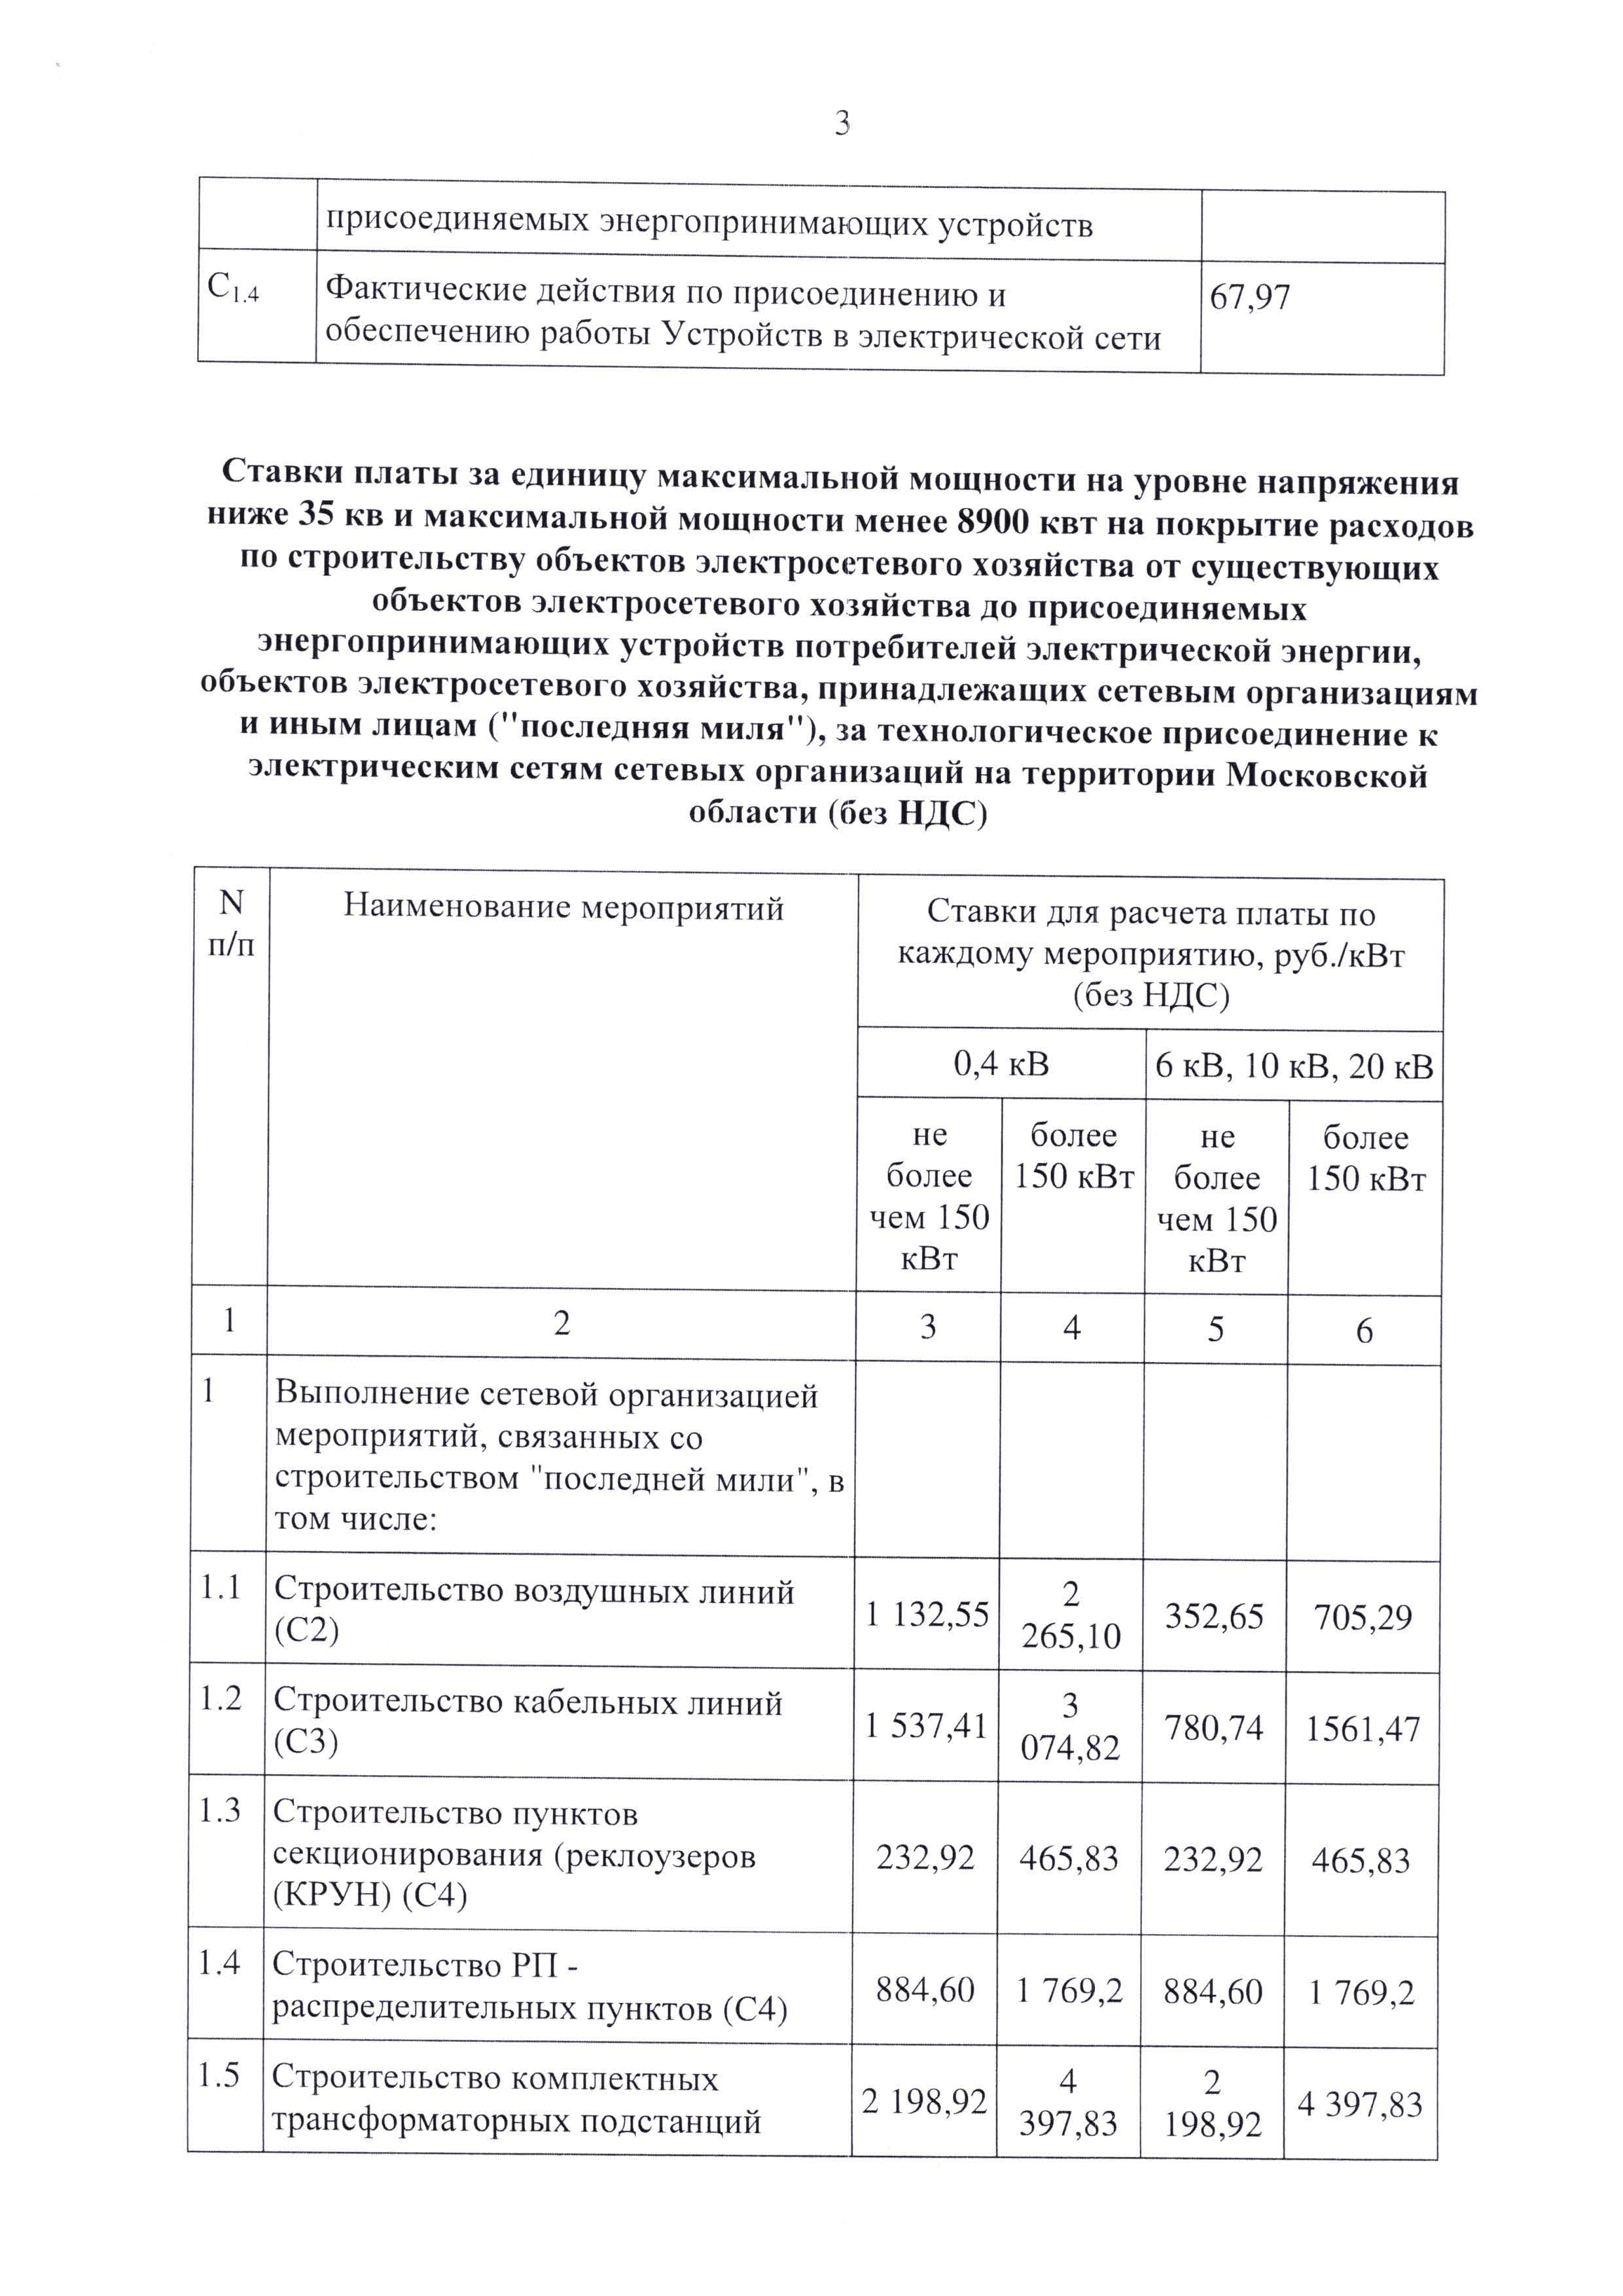 3
присоединяемых энергопринимающих устройств
С1.4 Фактические действия по присоединению и 67,97
обеспечению работы Устройств в электрической сети
Ставки платы за единицу максимальной мощности на уровне напряжения
ниже 35 кв и максимальной мощности менее 8900 квт на покрытие расходов
по строительству объектов электросетевого хозяйства от существующих
объектов электросетевого хозяйства до присоединяемых
энергопринимающих устройств потребителей электрической энергии,
объектов электросетевого хозяйства, принадлежащих сетевым организациям
и иным лицам ("последняя миля"), за технологическое присоединение к
электрическим сетям сетевых организаций на территории Московской
области (без НДС)
N
п/п
Наименование мероприятий
Ставки для расчета платы по
каждому мероприятию, руб./кВт
(без НДС)
0,4 кВ 6 кВ, 10 кВ, 20 кВ
не
более
чем 150
кВт
более
150 кВт
не
более
чем 150
кВт
более
150 кВт
1 2 3 4 5 6
1 Выполнение сетевой организацией
мероприятий, связанных со
строительством "последней мили", в
том числе:
1.1 Строительство воздушных линий
(С2)
1 132,55
2
265,10
352,65
705,29
1.2 Строительство кабельных линий
(С3)
1 537,41
3
074,82
780,74
1561,47
1.3 Строительство пунктов
секционирования (реклоузеров
(КРУН) (С4)
232,92 465,83 232,92 465,83
1.4 Строительство РП -
распределительных пунктов (С4)
884,60 1 769,2 884,60 1 769,2
1.5 Строительство комплектных
трансформаторных подстанций
2 198,92
4
397,83
2
198,92
4 397,83